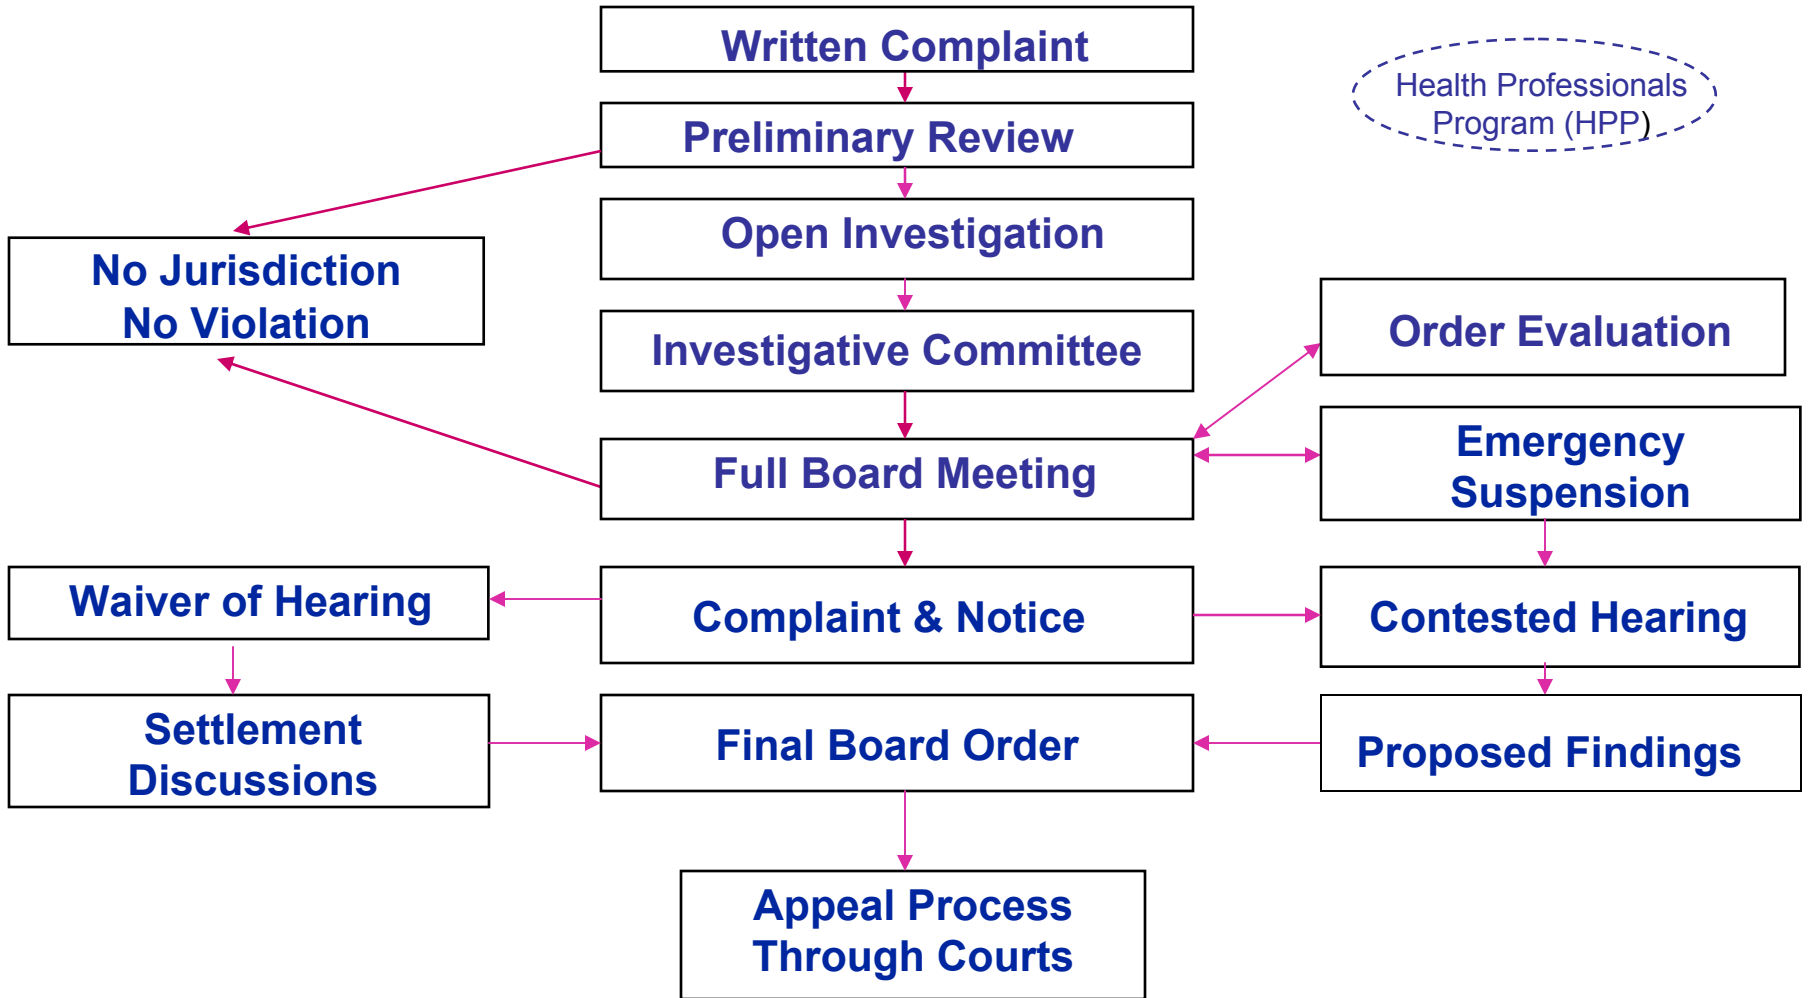 Written Complaint
Health Professionals
Program (HPP)
Preliminary Review
Open Investigation
No Jurisdiction
No Violation
Investigative Committee
Order Evaluation
Full Board Meeting
Emergency
Suspension
Waiver of Hearing
Complaint & Notice
Contested Hearing
Settlement
Discussions
Final Board Order
Proposed Findings
Appeal Process
Through Courts